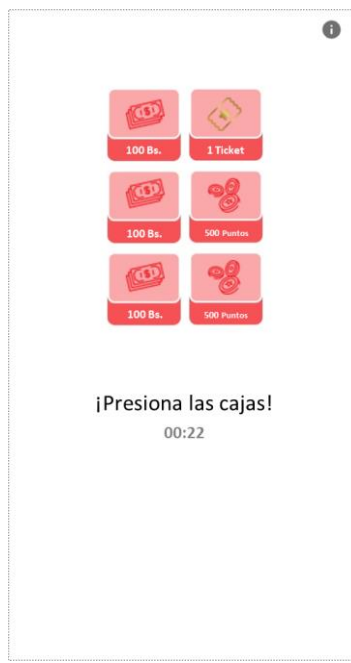 100 Bs.
1 Ticket
100 Bs.
500 Puntos
100 Bs.
500 Puntos
¡Presiona las cajas!
00:22